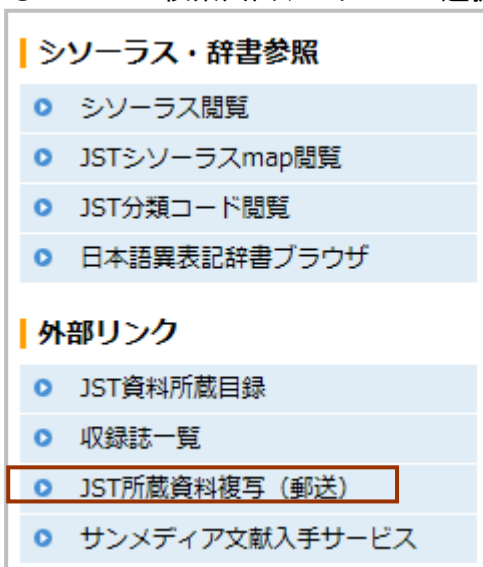 シソーラス・辞書参照
シソーラス閲覧
JSTシソーラスmap閲覧
JST分類コード閲覧
日本語異表記辞書ブラウザ
外部リンク
JST資料所蔵目録
収録誌一覧
JST所蔵資料複写（郵送）
サンメディア文献入手サービス